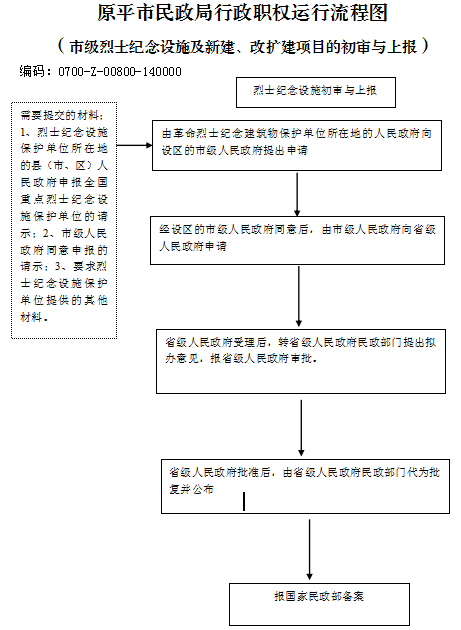 原平市民政局行政职权运行流程图
（市级烈士纪念设施及新建、改扩建项目的初审与上报）
编码：0700-Z-00800-140000
烈士纪念设施初审与上报
需要提交的材料：
1、烈士纪念设施
保护单位所在地
的县（市、区）人
民政府申报全国
重点烈士纪念设
施保护单位的请
示；2、市级人民
政府同意申报的
请示；3、要求烈
士纪念设施保护
单位提供的其他
材料。
由革命烈士纪念建筑物保护单位所在地的人民政府向
设区的市级人民政府提出申请
经设区的市级人民政府同意后，由市级人民政府向省级
人民政府申请
省级人民政府受理后，转省级人民政府民政部门提出拟
办意见，报省级人民政府审批。
省级人民政府批准后，由省级人民政府民政部门代为批
复并公布
报国家民政部备案